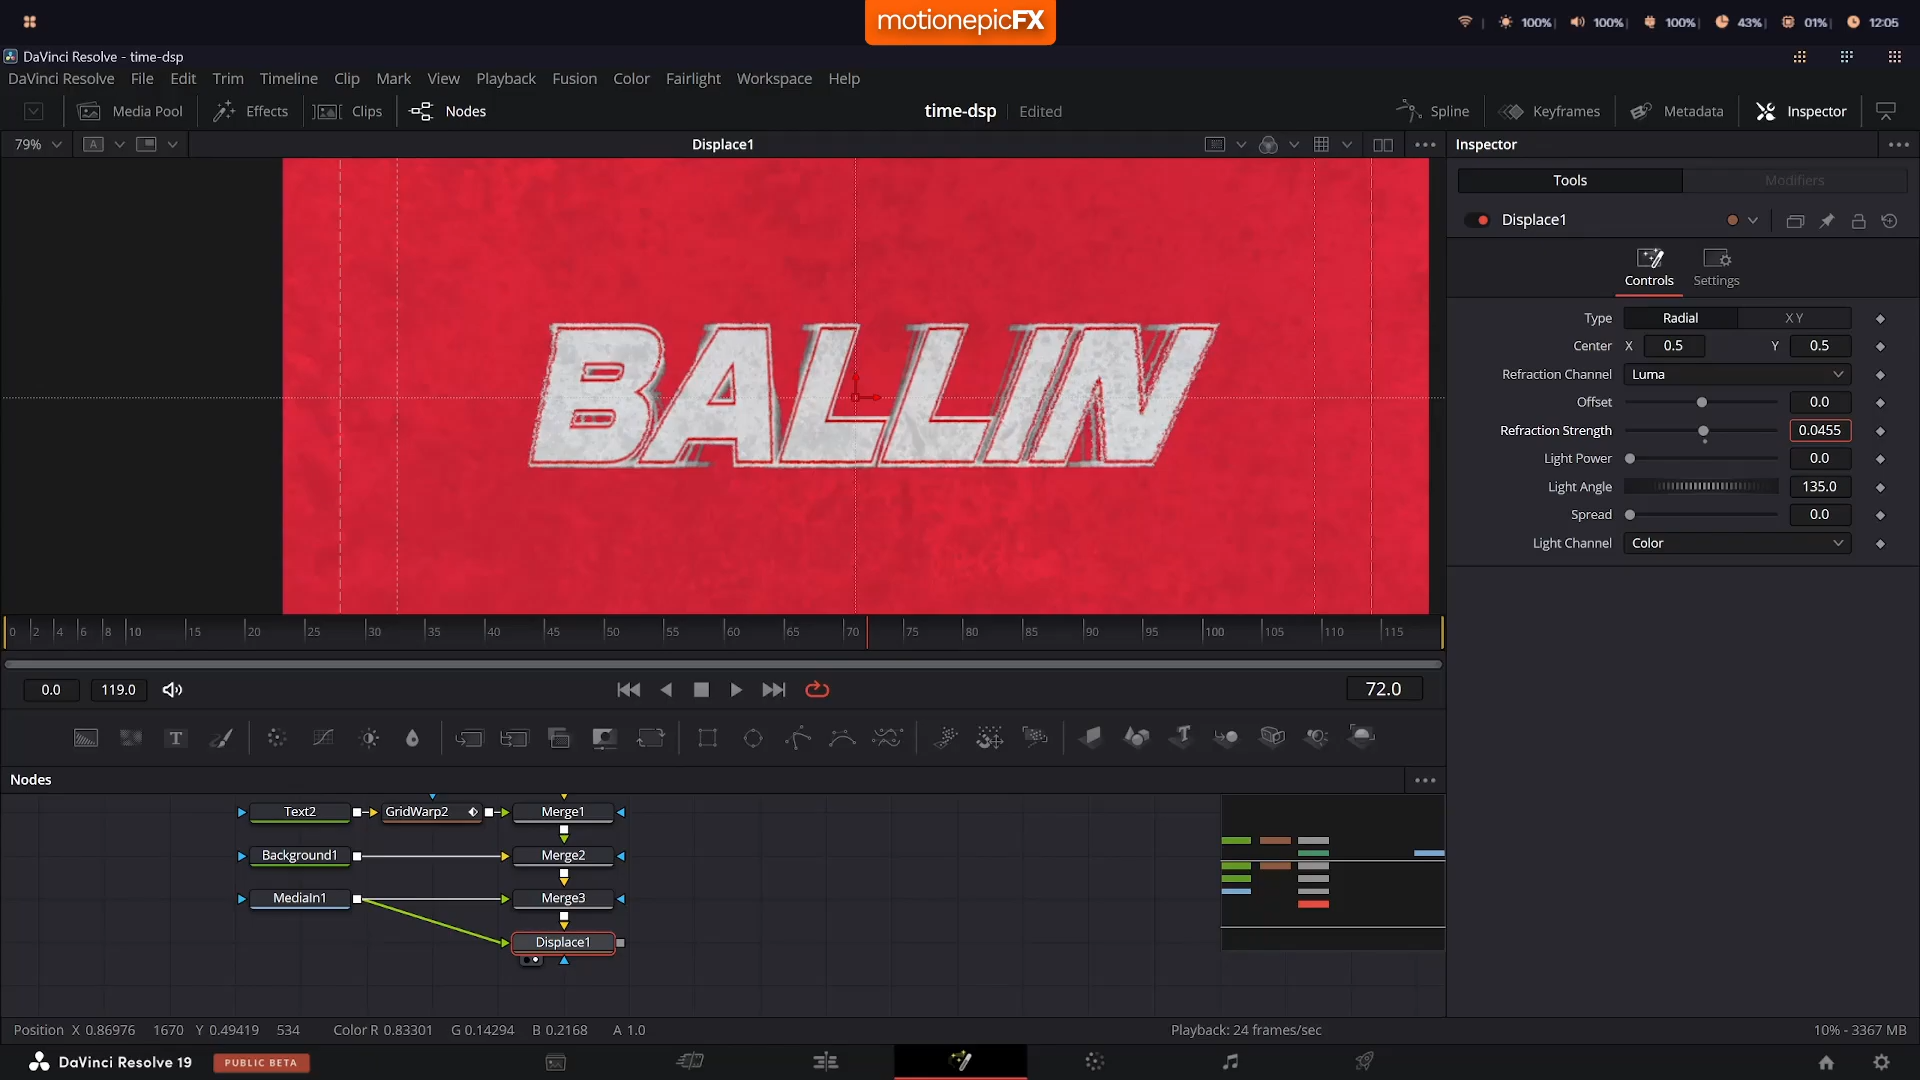 motionepicFX
100%
100%
100%
43%
01%
12:05
DaVinci Resolve - time-dsp
DaVinci Resolve File Edit Trim Timeline Clip Mark View Playback Fusion Color Fairlight Workspace Help
Media Pool Effects Clips Nodes time-dsp Edited Spline Keyframes Metadata Inspector
79% A Displace1 Inspector
Tools Modifiers
Displace1
Controls Settings
Type Radial X Y
Center X 0.5 Y 0.5
Refraction Channel Luma
Offset 0.0
Refraction Strength 0.0455
Light Power 0.0
Light Angle 135.0
Spread 0.0
Light Channel Color
BALLIN
0 2 4 6 8 10 15 20 25 30 35 40 45 50 55 60 65 70 75 80 85 90 95 100 105 110 115
0.0 119.0 72.0
T T
Nodes
Text2 GridWarp2 Merge1
Background1 Merge2
MediaIn1 Merge3
Displace1
Position X 0.86976 1670 Y 0.49419 534 Color R 0.83301 G 0.14294 B 0.2168 A 1.0 Playback: 24 frames/sec 10% - 3367 MB
DaVinci Resolve 19 PUBLIC BETA